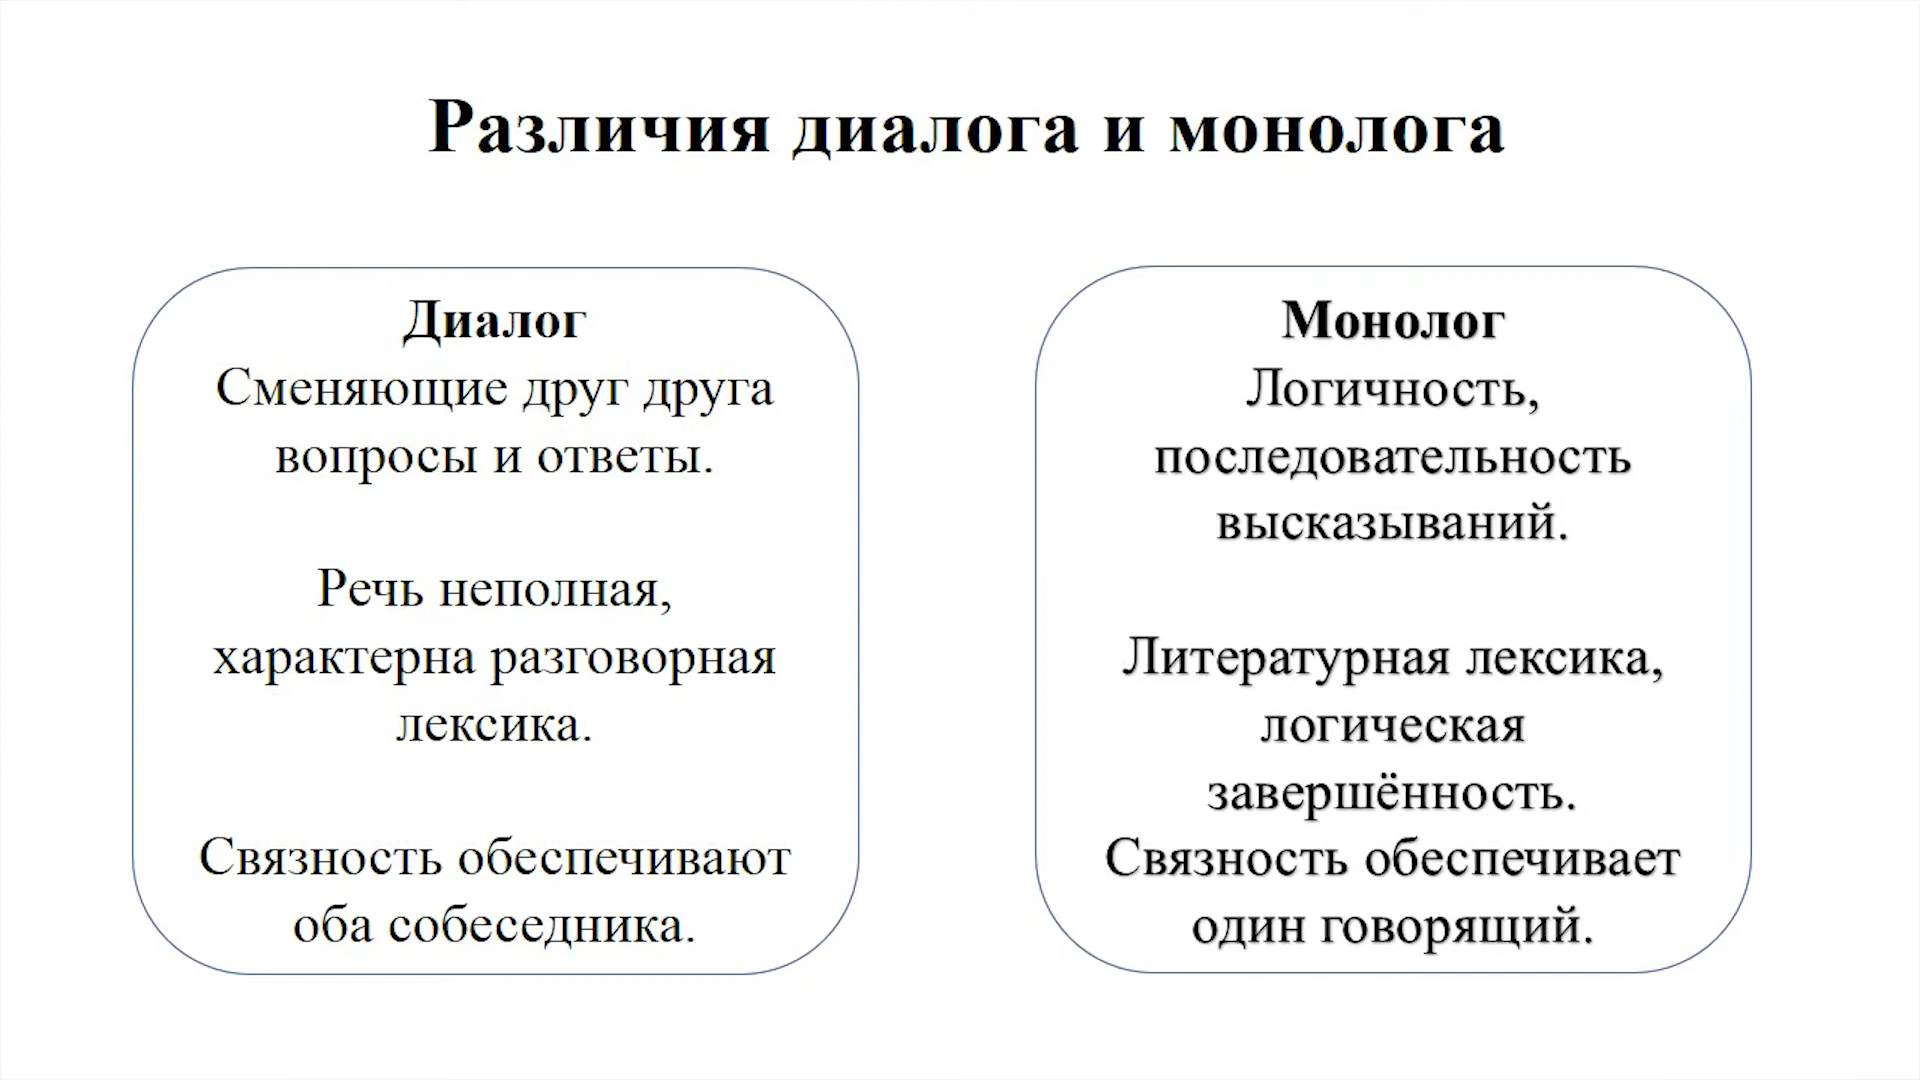 Различия диалога и монолога
Диалог
Сменяющие друг друга
вопросы и ответы.
Речь неполная,
характерна разговорная
лексика.
Связность обеспечивают
оба собеседника.
Монолог
Логичность,
последовательность
высказываний.
Литературная лексика,
логическая
завершённость.
Связность обеспечивает
один говорящий.